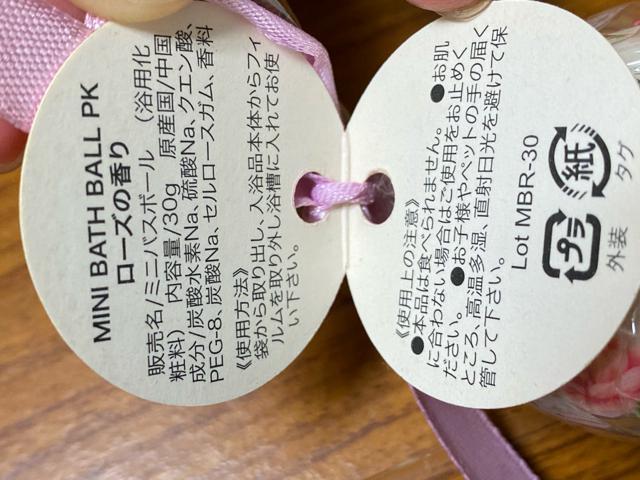 MINI BATH BALL PK
ローズの香り
販売名/ミニバスボール （浴用化
粧料） 内容量/30g 原産国/中国
成分/炭酸水素Na、硫酸Na、クエン酸、
PEG-8、炭酸Na、セルロースガム、香料
《使用方法》
袋から取り出し、入浴品本体からフィ
ルムを取り外し浴槽に入れてお使
い下さい。
《使用上の注意》
●本品は食べられません。●お肌
に合わない場合はご使用をお止めく
ださい。●お子様やペットの手の届く
ところ、高温多湿、直射日光を避けて保
管して下さい。
Lot MBR-30
プラ 紙
外装 タグ